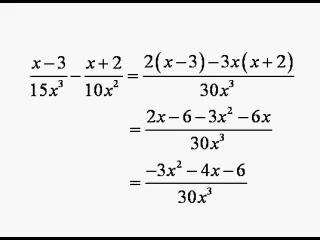 (x−3)/(15x³) − (x+2)/(10x²) = (2(x−3)−3x(x+2))/(30x³)
= (2x−6−3x²−6x)/(30x³)
= (−3x²−4x−6)/(30x³)